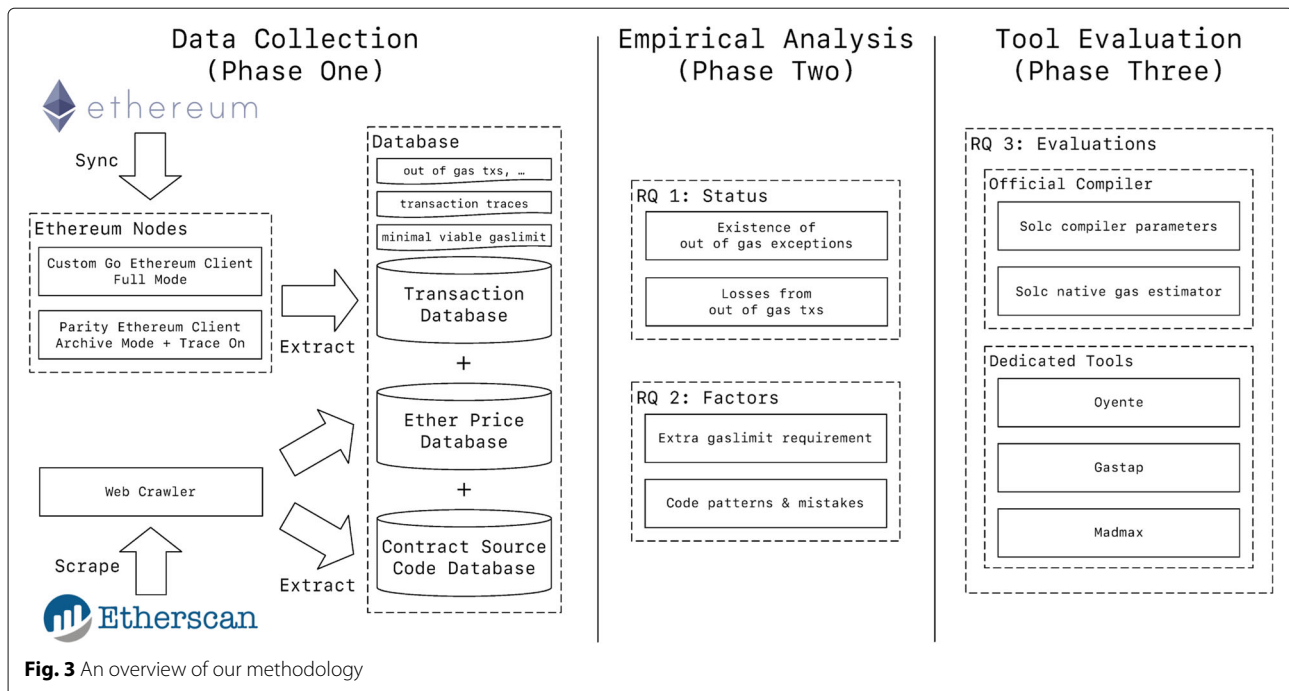 Data Collection
(Phase One)
ethereum
Sync
Ethereum Nodes
Custom Go Ethereum Client
Full Mode
Parity Ethereum Client
Archive Mode + Trace On
Extract
Web Crawler
Scrape
Etherscan
Extract
Database
out of gas txs, …
transaction traces
minimal viable gaslimit
Transaction
Database
+
Ether Price
Database
+
Contract Source
Code Database
Empirical Analysis
(Phase Two)
RQ 1: Status
Existence of
out of gas exceptions
Losses from
out of gas txs
RQ 2: Factors
Extra gaslimit requirement
Code patterns & mistakes
Tool Evaluation
(Phase Three)
RQ 3: Evaluations
Official Compiler
Solc compiler parameters
Solc native gas estimator
Dedicated Tools
Oyente
Gastap
Madmax
Fig. 3 An overview of our methodology